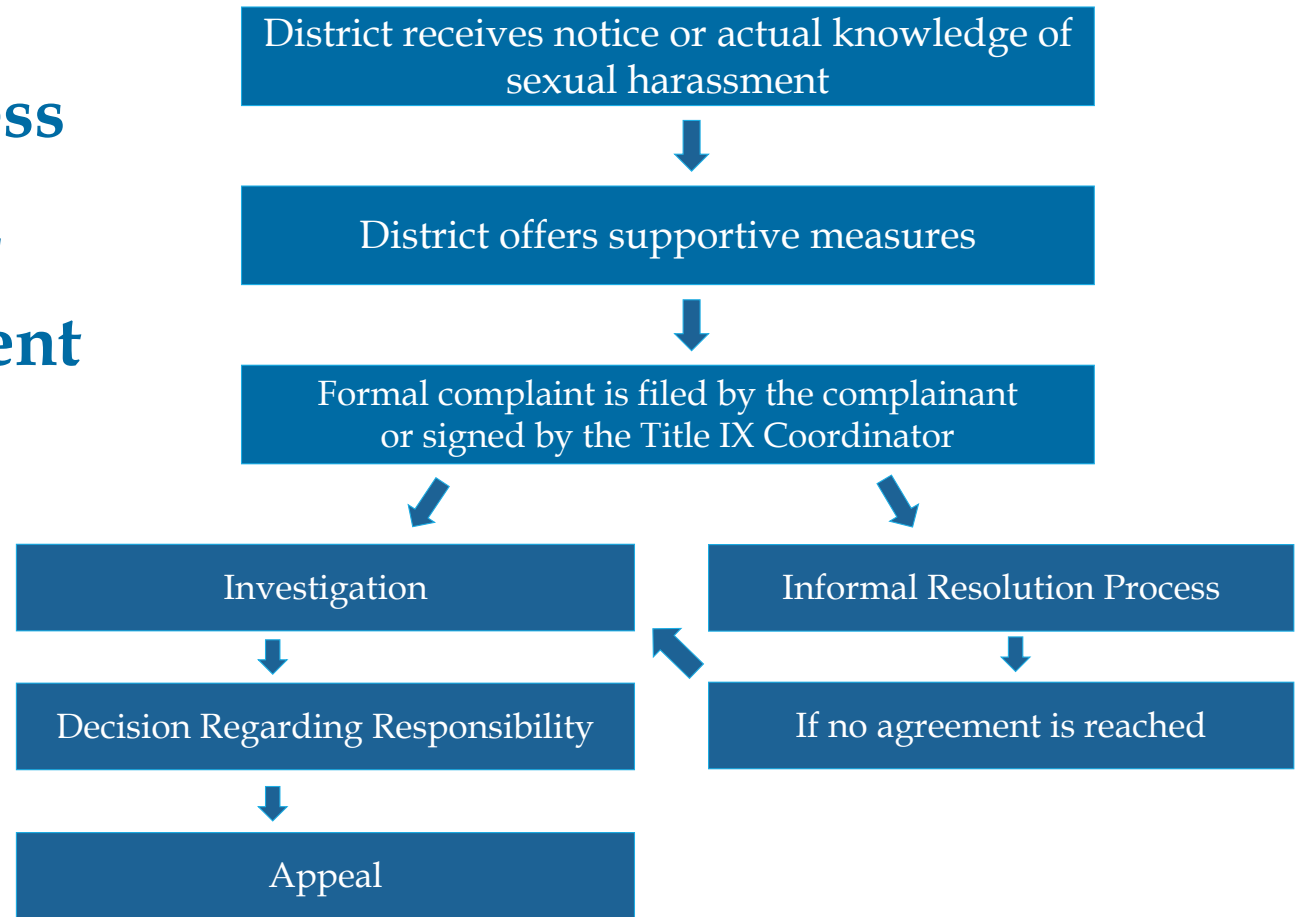 ess
ent
District receives notice or actual knowledge of
sexual harassment
District offers supportive measures
Formal complaint is filed by the complainant
or signed by the Title IX Coordinator
Investigation
Informal Resolution Process
Decision Regarding Responsibility
If no agreement is reached
Appeal